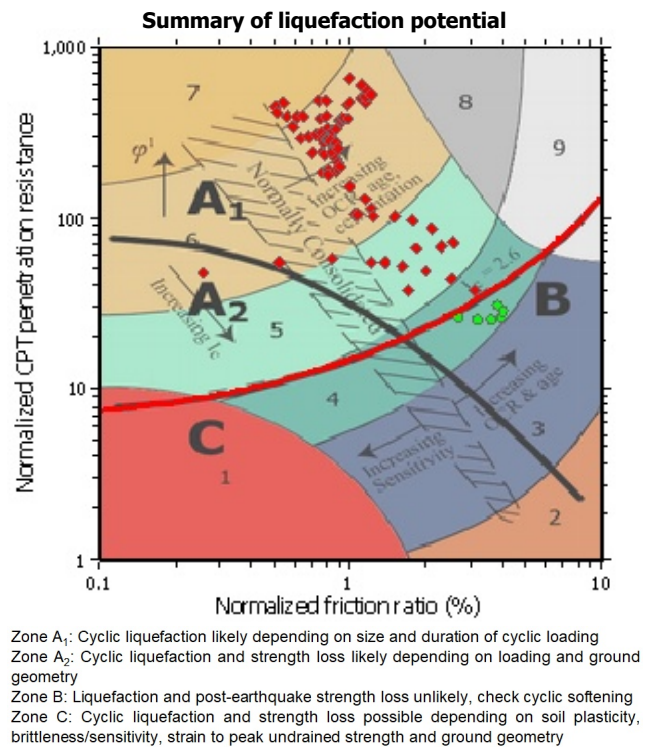 Summary of liquefaction potential
1,000
7
8
9
φ'
Increasing
OCR, age,
cementation
A1
Normally Consolidated
100
6
A2
Increasing Ic
= 2.6
B
5
10
4
Increasing
OCR & age
C
3
Increasing
Sensitivity
1
2
1
0.1
1
10
Normalized CPT penetration resistance
Normalized friction ratio (%)
Zone A1: Cyclic liquefaction likely depending on size and duration of cyclic loading
Zone A2: Cyclic liquefaction and strength loss likely depending on loading and ground
geometry
Zone B: Liquefaction and post-earthquake strength loss unlikely, check cyclic softening
Zone C: Cyclic liquefaction and strength loss possible depending on soil plasticity,
brittleness/sensitivity, strain to peak undrained strength and ground geometry